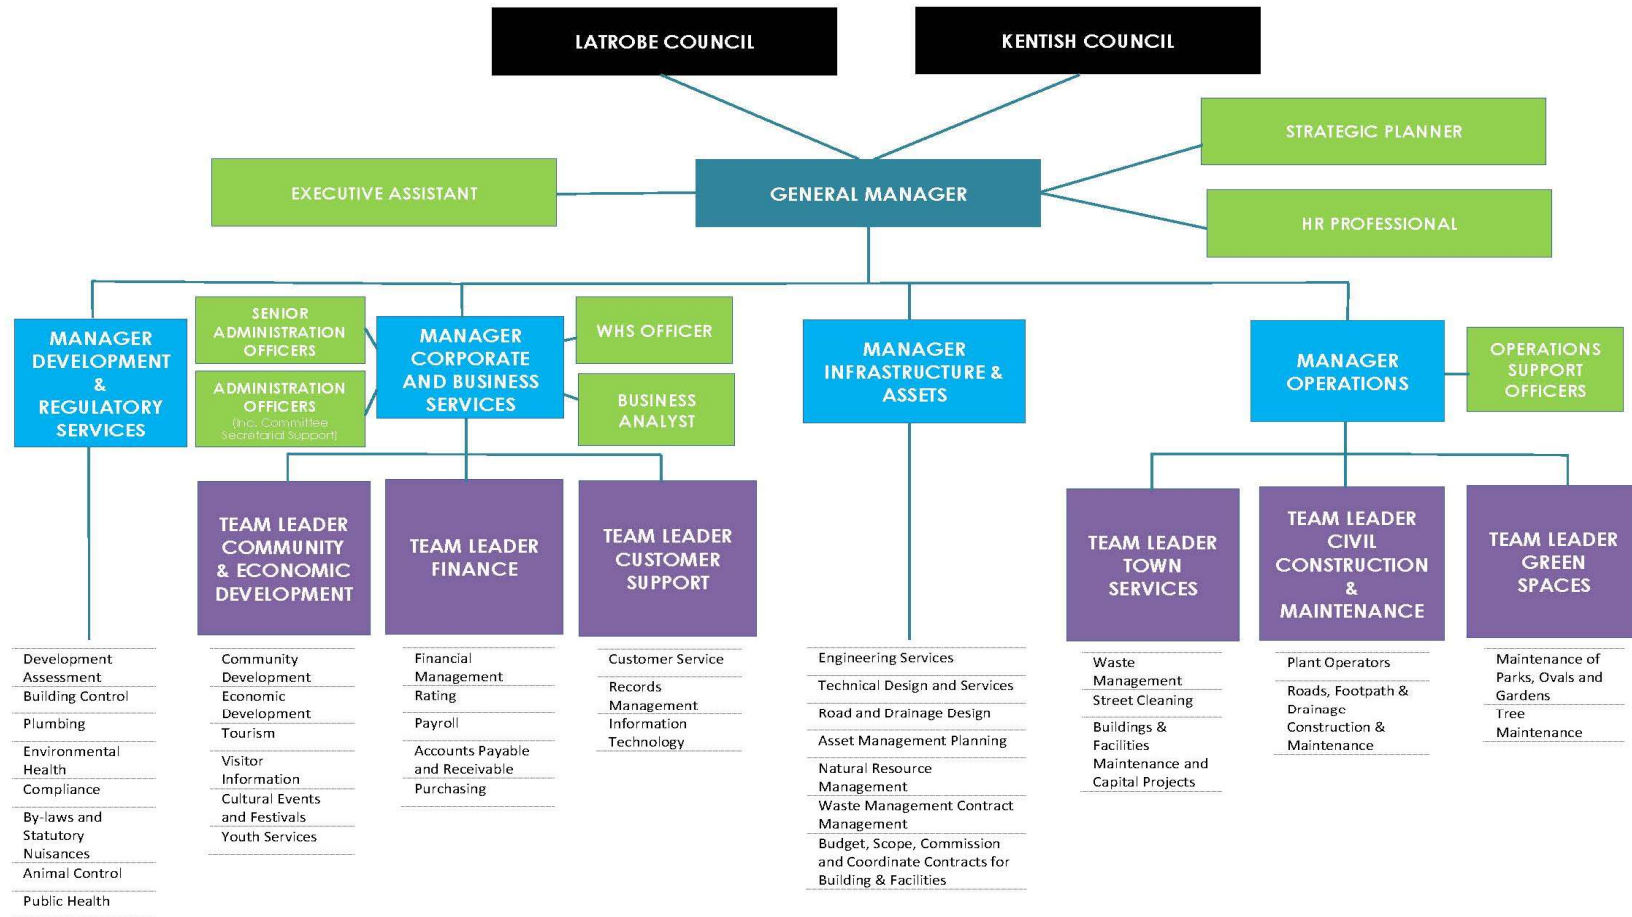 LATROBE COUNCIL
KENTISH COUNCIL
STRATEGIC PLANNER
EXECUTIVE ASSISTANT
GENERAL MANAGER
HR PROFESSIONAL
MANAGER
DEVELOPMENT
&
REGULATORY
SERVICES
SENIOR
ADMINISTRATION
OFFICERS
ADMINISTRATION
OFFICERS
(Inc. Committee
Secretarial Support)
MANAGER
CORPORATE
AND BUSINESS
SERVICES
WHS OFFICER
BUSINESS
ANALYST
MANAGER
INFRASTRUCTURE &
ASSETS
MANAGER
OPERATIONS
OPERATIONS
SUPPORT
OFFICERS
TEAM LEADER
COMMUNITY
& ECONOMIC
DEVELOPMENT
TEAM LEADER
FINANCE
TEAM LEADER
CUSTOMER
SUPPORT
TEAM LEADER
TOWN
SERVICES
TEAM LEADER
CIVIL
CONSTRUCTION
&
MAINTENANCE
TEAM LEADER
GREEN
SPACES
Development
Assessment
Building Control
Plumbing
Environmental
Health
Compliance
By-laws and
Statutory
Nuisances
Animal Control
Public Health
Community
Development
Economic
Development
Tourism
Visitor
Information
Cultural Events
and Festivals
Youth Services
Financial
Management
Rating
Payroll
Accounts Payable
and Receivable
Purchasing
Customer Service
Records
Management
Information
Technology
Engineering Services
Technical Design and Services
Road and Drainage Design
Asset Management Planning
Natural Resource
Management
Waste Management Contract
Management
Budget, Scope, Commission
and Coordinate Contracts for
Building & Facilities
Waste
Management
Street Cleaning
Buildings &
Facilities
Maintenance and
Capital Projects
Plant Operators
Roads, Footpath &
Drainage
Construction &
Maintenance
Maintenance of
Parks, Ovals and
Gardens
Tree
Maintenance